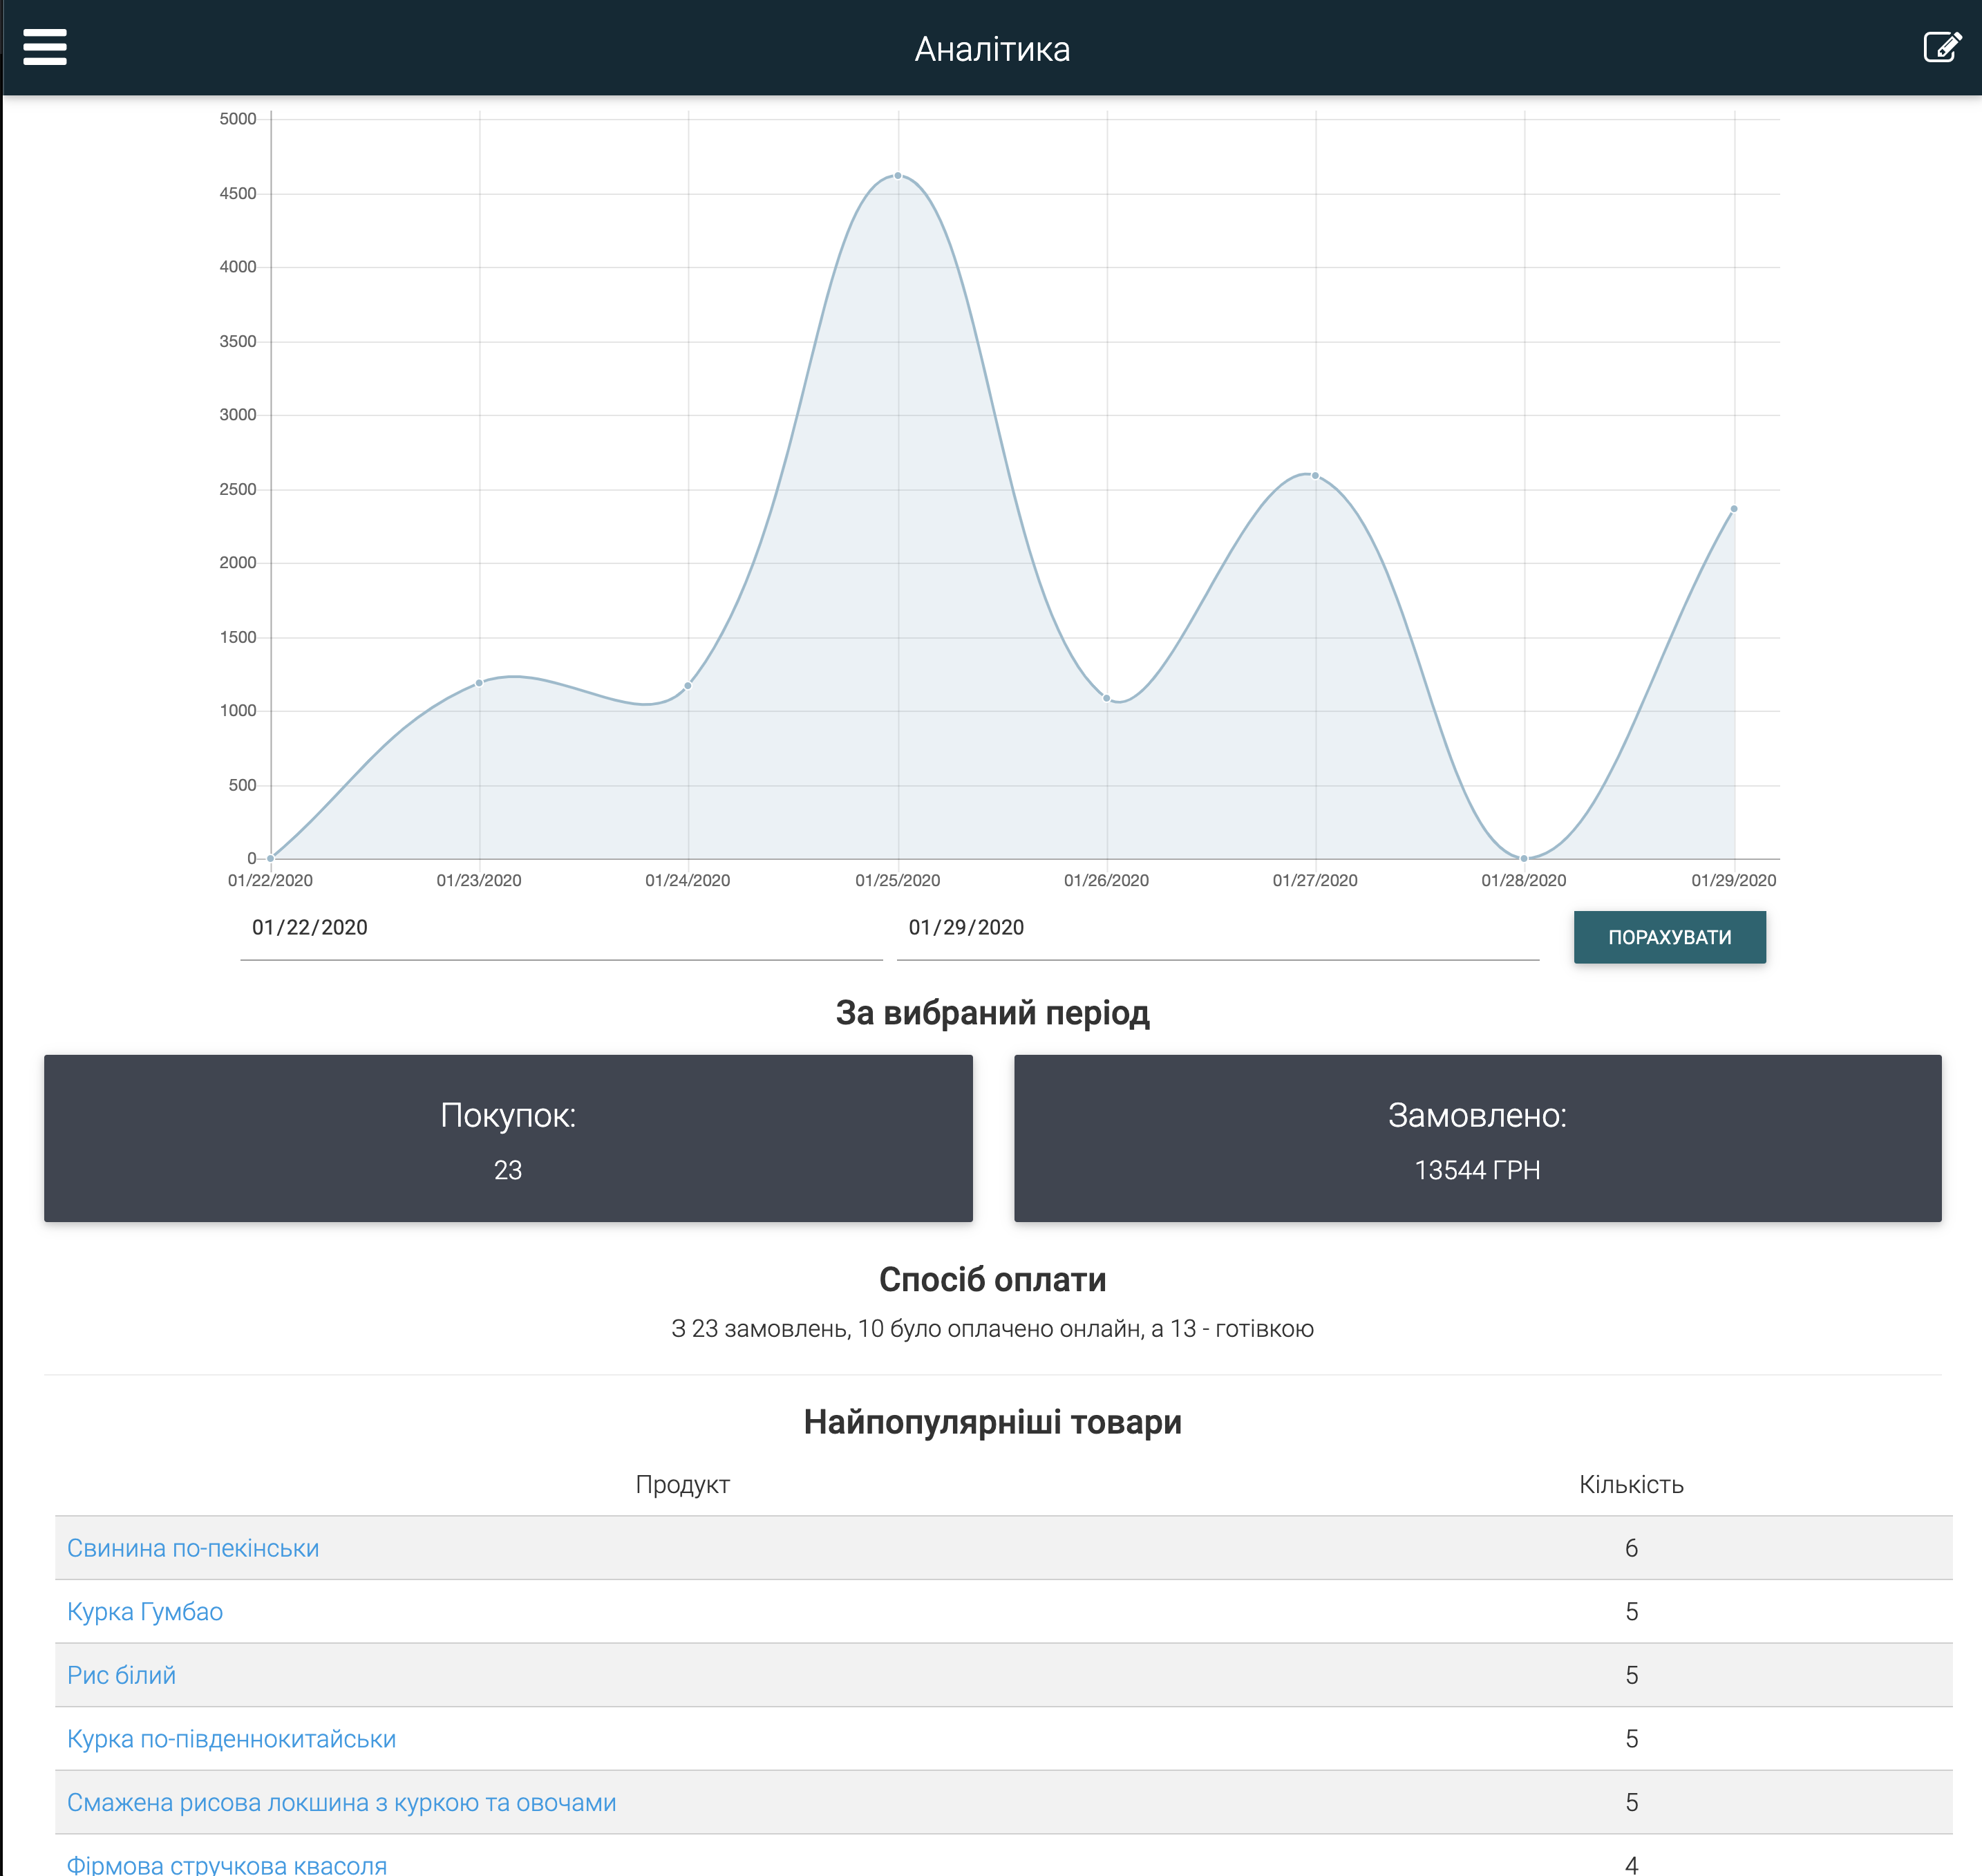 Аналітика
5000
4500
4000
3500
3000
2500
2000
1500
1000
500
0
01/22/2020 01/23/2020 01/24/2020 01/25/2020 01/26/2020 01/27/2020 01/28/2020 01/29/2020
01/22/2020 01/29/2020 ПОРАХУВАТИ
За вибраний період
Покупок:
23
Замовлено:
13544 ГРН
Спосіб оплати
З 23 замовлень, 10 було оплачено онлайн, а 13 - готівкою
Найпопулярніші товари
Продукт Кількість
Свинина по-пекінськи 6
Курка Гумбао 5
Рис білий 5
Курка по-південнокитайськи 5
Смажена рисова локшина з куркою та овочами 5
Фірмова стручкова квасоля 4